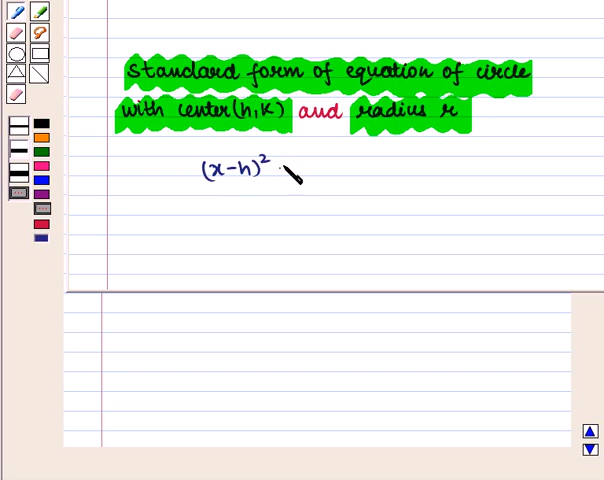 standard form of equation of circle
with center (h,k) and radius r
(x-h)²